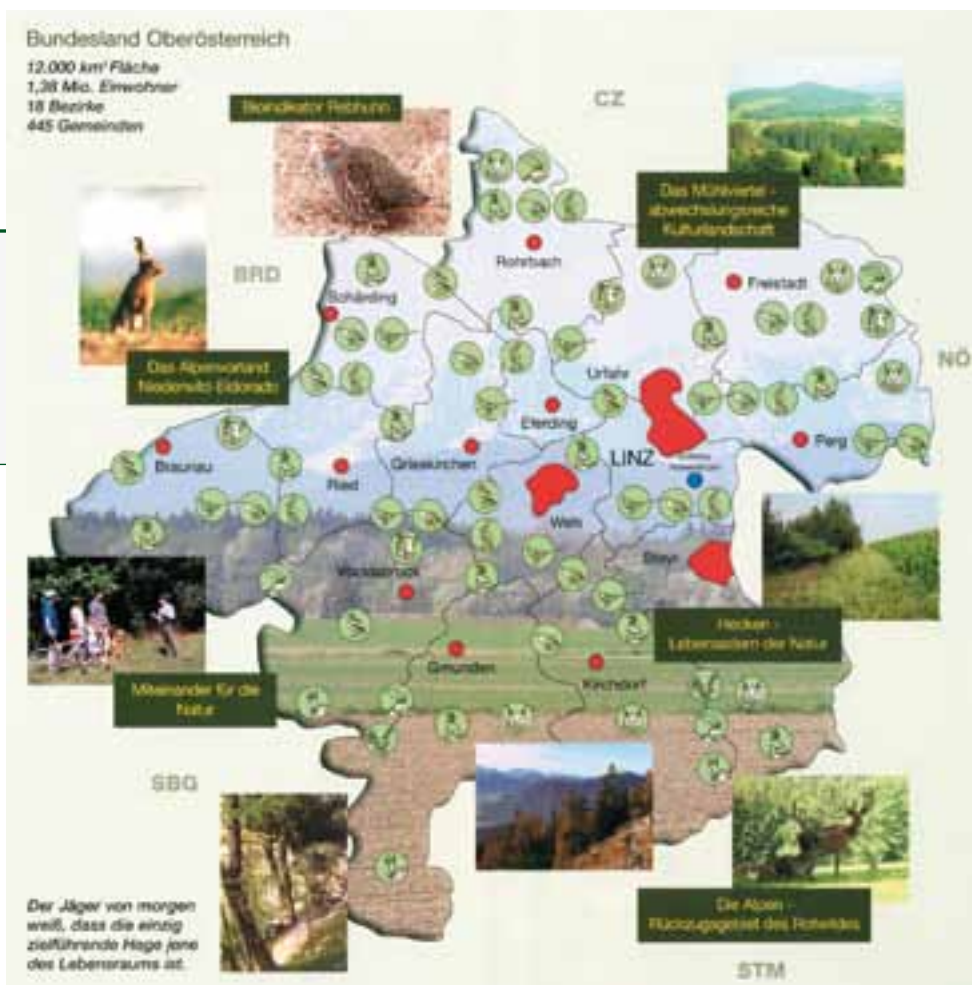 Bundesland Oberösterreich
12.000 km² Fläche
1,38 Mio. Einwohner
18 Bezirke
445 Gemeinden
CZ
Bioindikator Rebhuhn
Das Mühlviertel -
abwechslungsreiche
Kulturlandschaft
BRD
Rohrbach
Schärding
Freistadt
Das Alpenvorland
Niederwild-Eldorado
NÖ
Urfahr
Eferding
Perg
Braunau
Grieskirchen
LINZ
Ried
Wels
Steyr
Vöcklabruck
Hecken -
Lebensadern der Natur
Gmunden
Kirchdorf
Miteinander für die
Natur
SBG
Der Jäger von morgen
weiß, dass die einzig
zielführende Hege jene
des Lebensraums ist.
Die Alpen -
Rückzugsgebiet des Rotwildes
STM